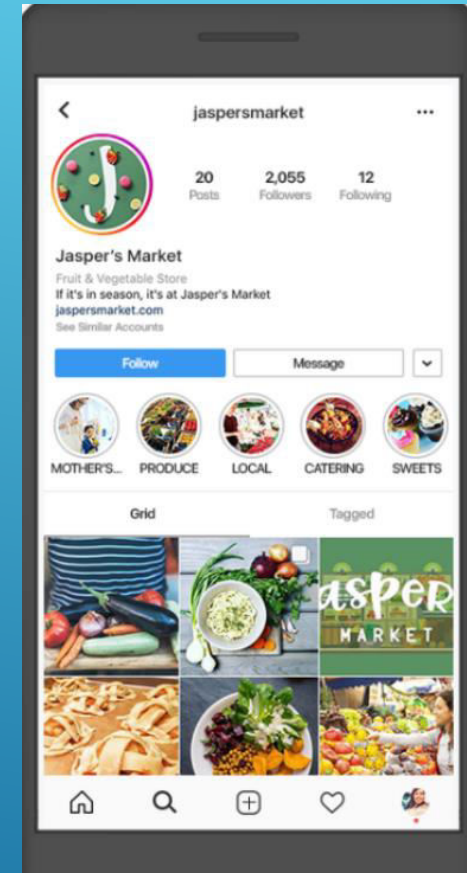 jaspersmarket
20 2,055 12
Posts Followers Following
Jasper's Market
Fruit & Vegetable Store
If it's in season, it's at Jasper's Market
jaspersmarket.com
See Similar Accounts
Follow Message
MOTHER'S... PRODUCE LOCAL CATERING SWEETS
Grid Tagged
asper
MARKET